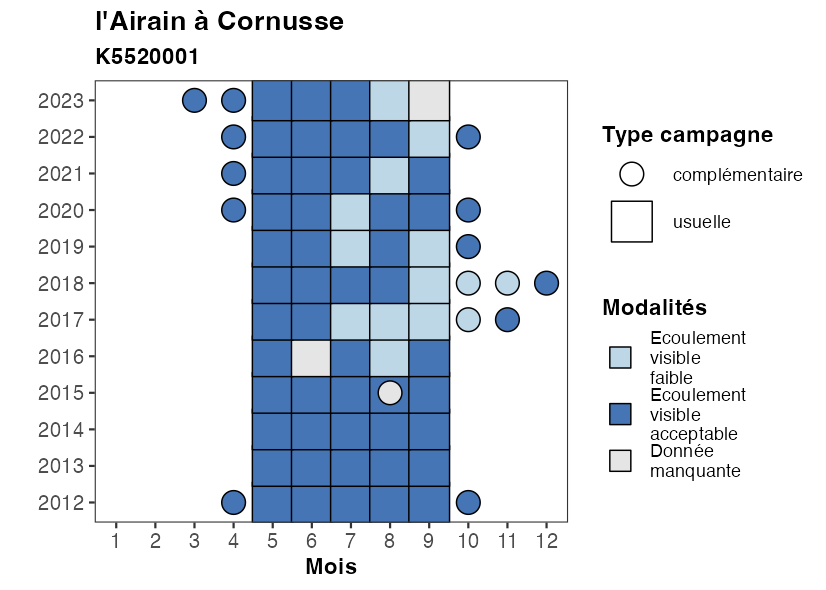 l'Airain à Cornusse
K5520001
2023
2022
2021
2020
2019
2018
2017
2016
2015
2014
2013
2012
1 2 3 4 5 6 7 8 9 10 11 12
Mois
Type campagne
complémentaire
usuelle
Modalités
Ecoulement
visible
faible
Ecoulement
visible
acceptable
Donnée
manquante